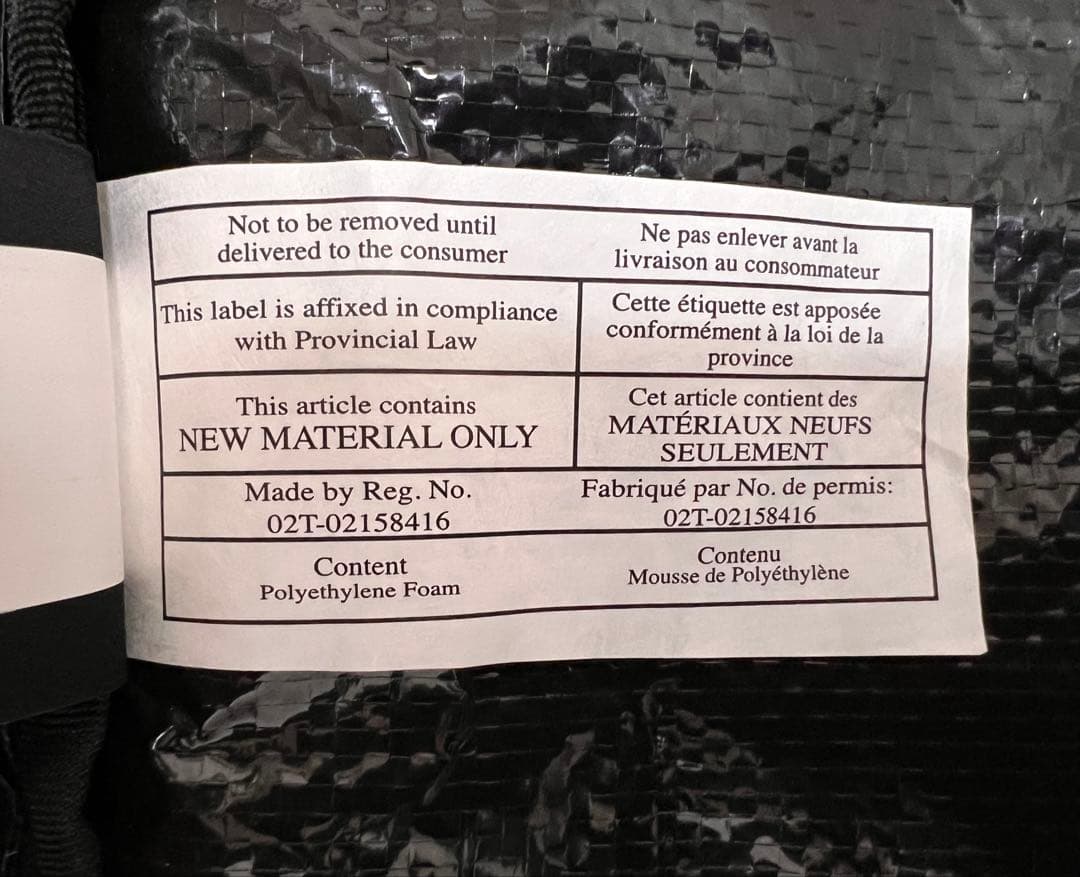 Not to be removed until
delivered to the consumer
Ne pas enlever avant la
livraison au consommateur
This label is affixed in compliance
with Provincial Law
Cette étiquette est apposée
conformément à la loi de la
province
This article contains
NEW MATERIAL ONLY
Cet article contient des
MATÉRIAUX NEUFS
SEULEMENT
Made by Reg. No.
02T-02158416
Fabriqué par No. de permis:
02T-02158416
Content
Polyethylene Foam
Contenu
Mousse de Polyéthylène